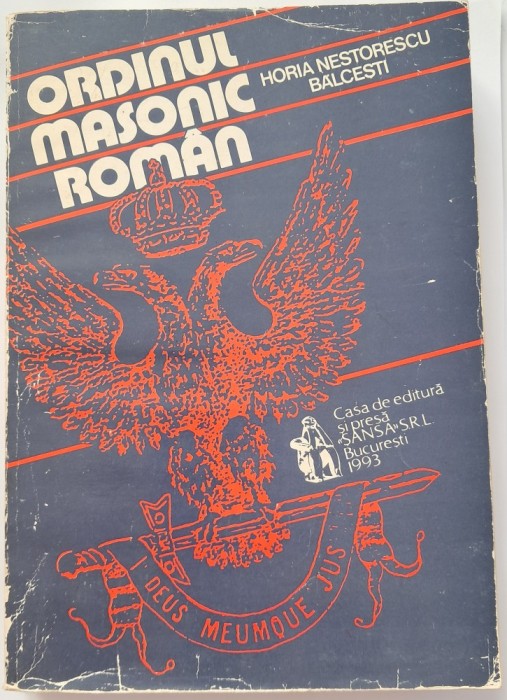 ORDINUL
MASONIC
ROMÂN
HORIA NESTORESCU
BĂLCEȘTI
Casa de editură
și presă
„ȘANSA" S.R.L.
București
1993
DEUS MEUMQUE JUS